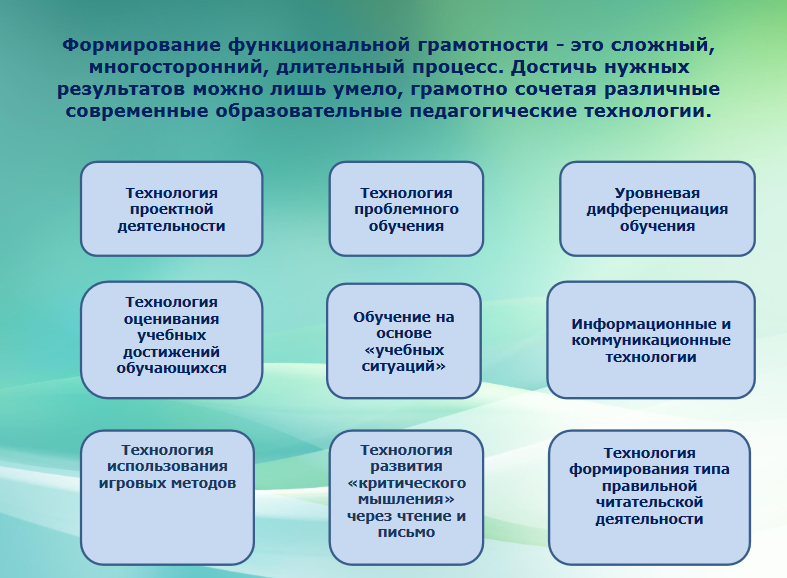 Формирование функциональной грамотности – это сложный,
многосторонний, длительный процесс. Достичь нужных
результатов можно лишь умело, грамотно сочетая различные
современные образовательные педагогические технологии.
Технология
проектной
деятельности
Технология
проблемного
обучения
Уровневая
дифференциация
обучения
Технология
оценивания
учебных
достижений
обучающихся
Обучение на
основе
«учебных
ситуаций»
Информационные и
коммуникационные
технологии
Технология
использования
игровых методов
Технология
развития
«критического
мышления»
через чтение и
письмо
Технология
формирования типа
правильной
читательской
деятельности